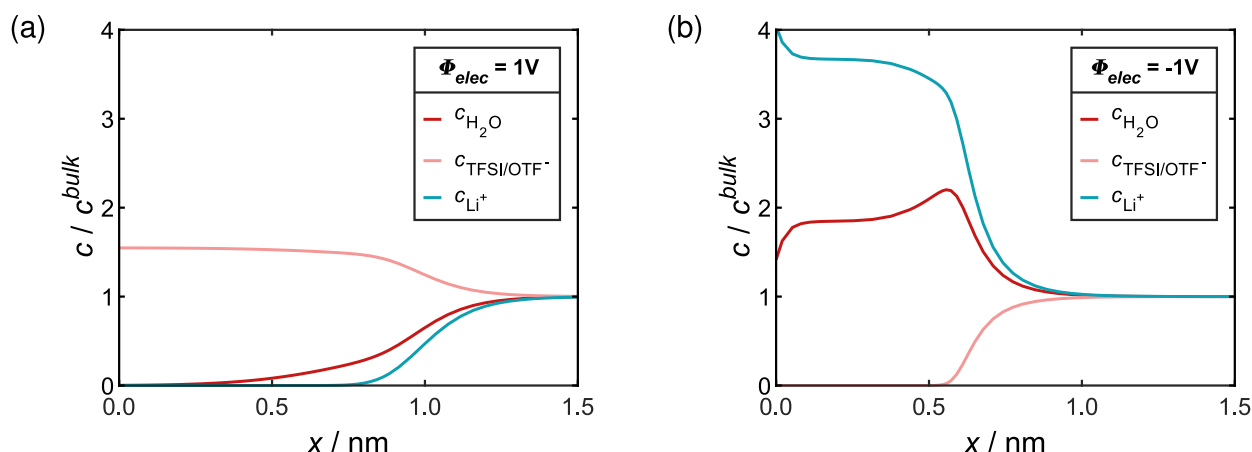 (a)
c / c^bulk
4
3
2
1
0
0.0 0.5 1.0 1.5
x / nm
Φ_elec = 1V
c_H₂O
c_TFSI/OTF⁻
c_Li⁺
(b)
c / c^bulk
4
3
2
1
0
0.0 0.5 1.0 1.5
x / nm
Φ_elec = -1V
c_H₂O
c_TFSI/OTF⁻
c_Li⁺